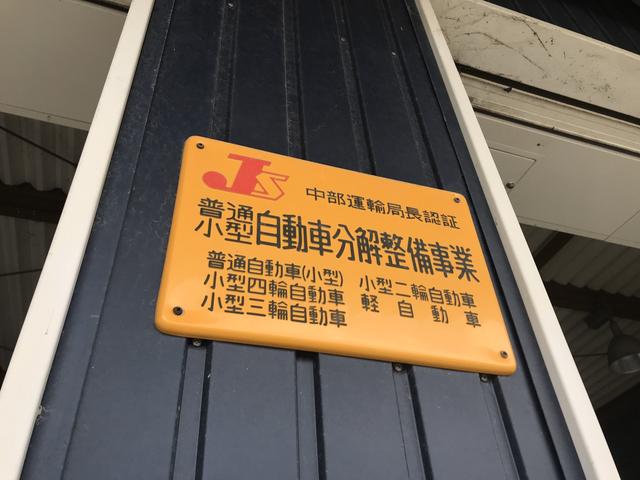 JS
中部運輸局長認証
普通
小型 自動車分解整備事業
普通自動車(小型)
小型四輪自動車
小型三輪自動車
小型二輪自動車
軽自動車